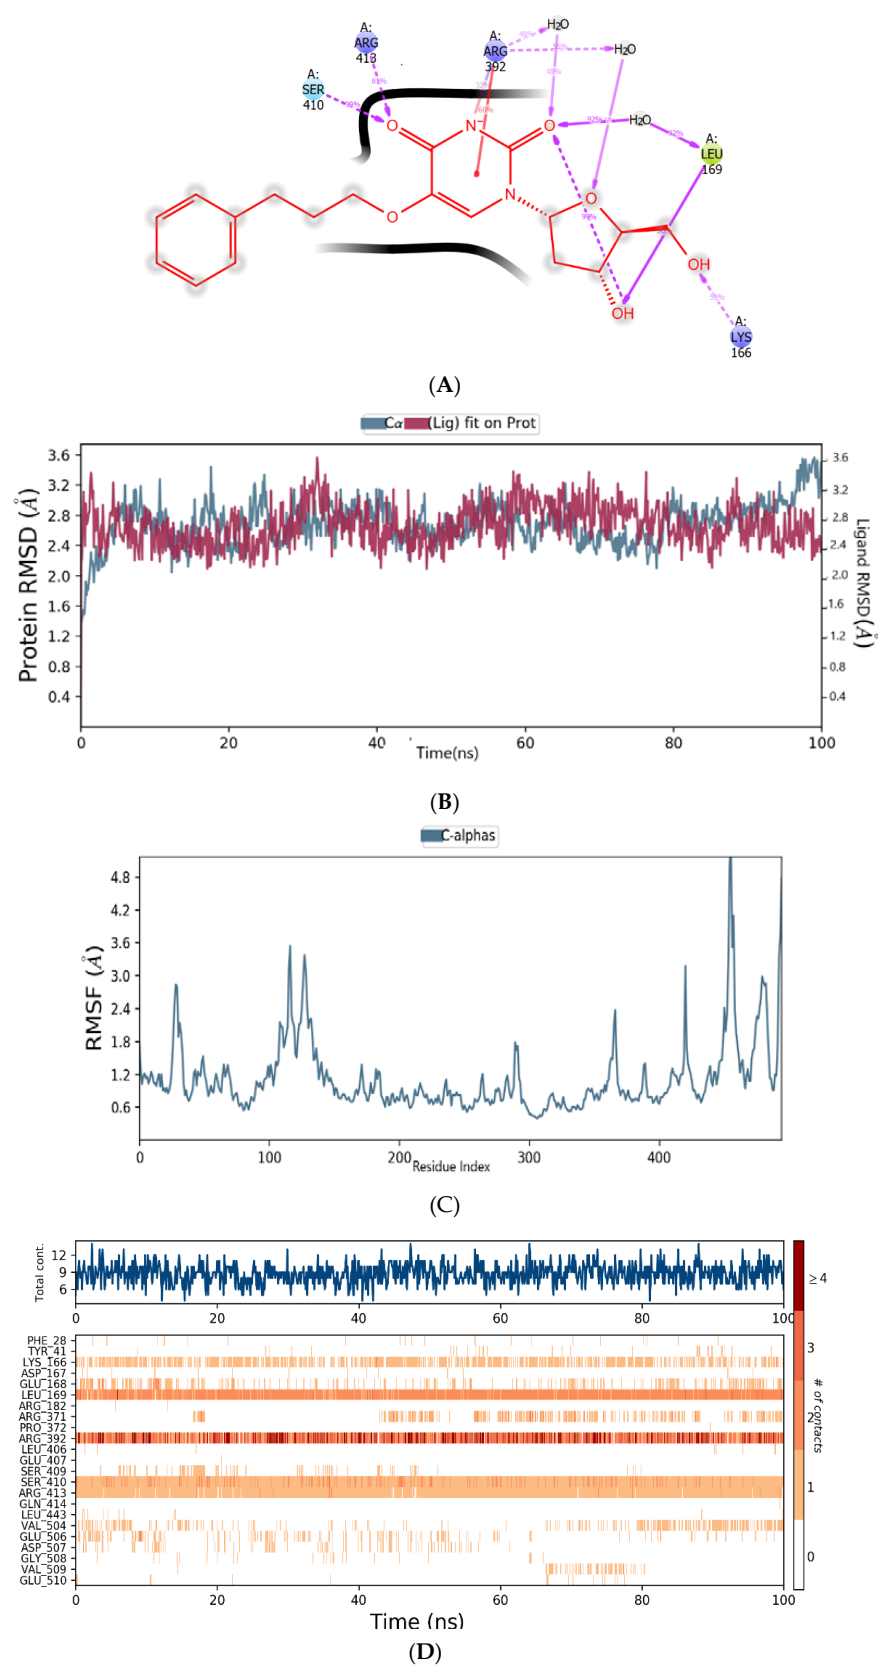 H₂O
A:
ARG
413
A:
ARG
392
H₂O
A:
SER
410
81%
99%
60%
48%
H₂O
92%
92%
A:
LEU
169
O
N⁻
O
N
O
O
99%
OH
OH
A:
LYS
166
(A)
Cα (Lig) fit on Prot
Protein RMSD (Å)
3.6
3.2
2.8
2.4
2.0
1.6
1.2
0.8
0.4
3.6
3.2
2.8
2.4
2.0
1.6
1.2
0.8
0.4
Ligand RMSD(Å)
0 20 40 60 80 100
Time(ns)
(B)
C-alphas
RMSF (Å)
4.8
4.2
3.6
3.0
2.4
1.8
1.2
0.6
0 100 200 300 400
Residue Index
(C)
Total cont.
12
9
6
0 20 40 60 80 100
PHE_28
TYR_41
LYS_166
ASP_167
GLU_168
LEU_169
ARG_182
ARG_371
PRO_372
ARG_392
LEU_406
GLU_407
SER_409
SER_410
ARG_413
GLN_414
LEU_443
VAL_504
GLU_506
ASP_507
GLY_508
VAL_509
GLU_510
≥4
3
2
1
0
# of contacts
0 20 40 60 80 100
Time (ns)
(D)